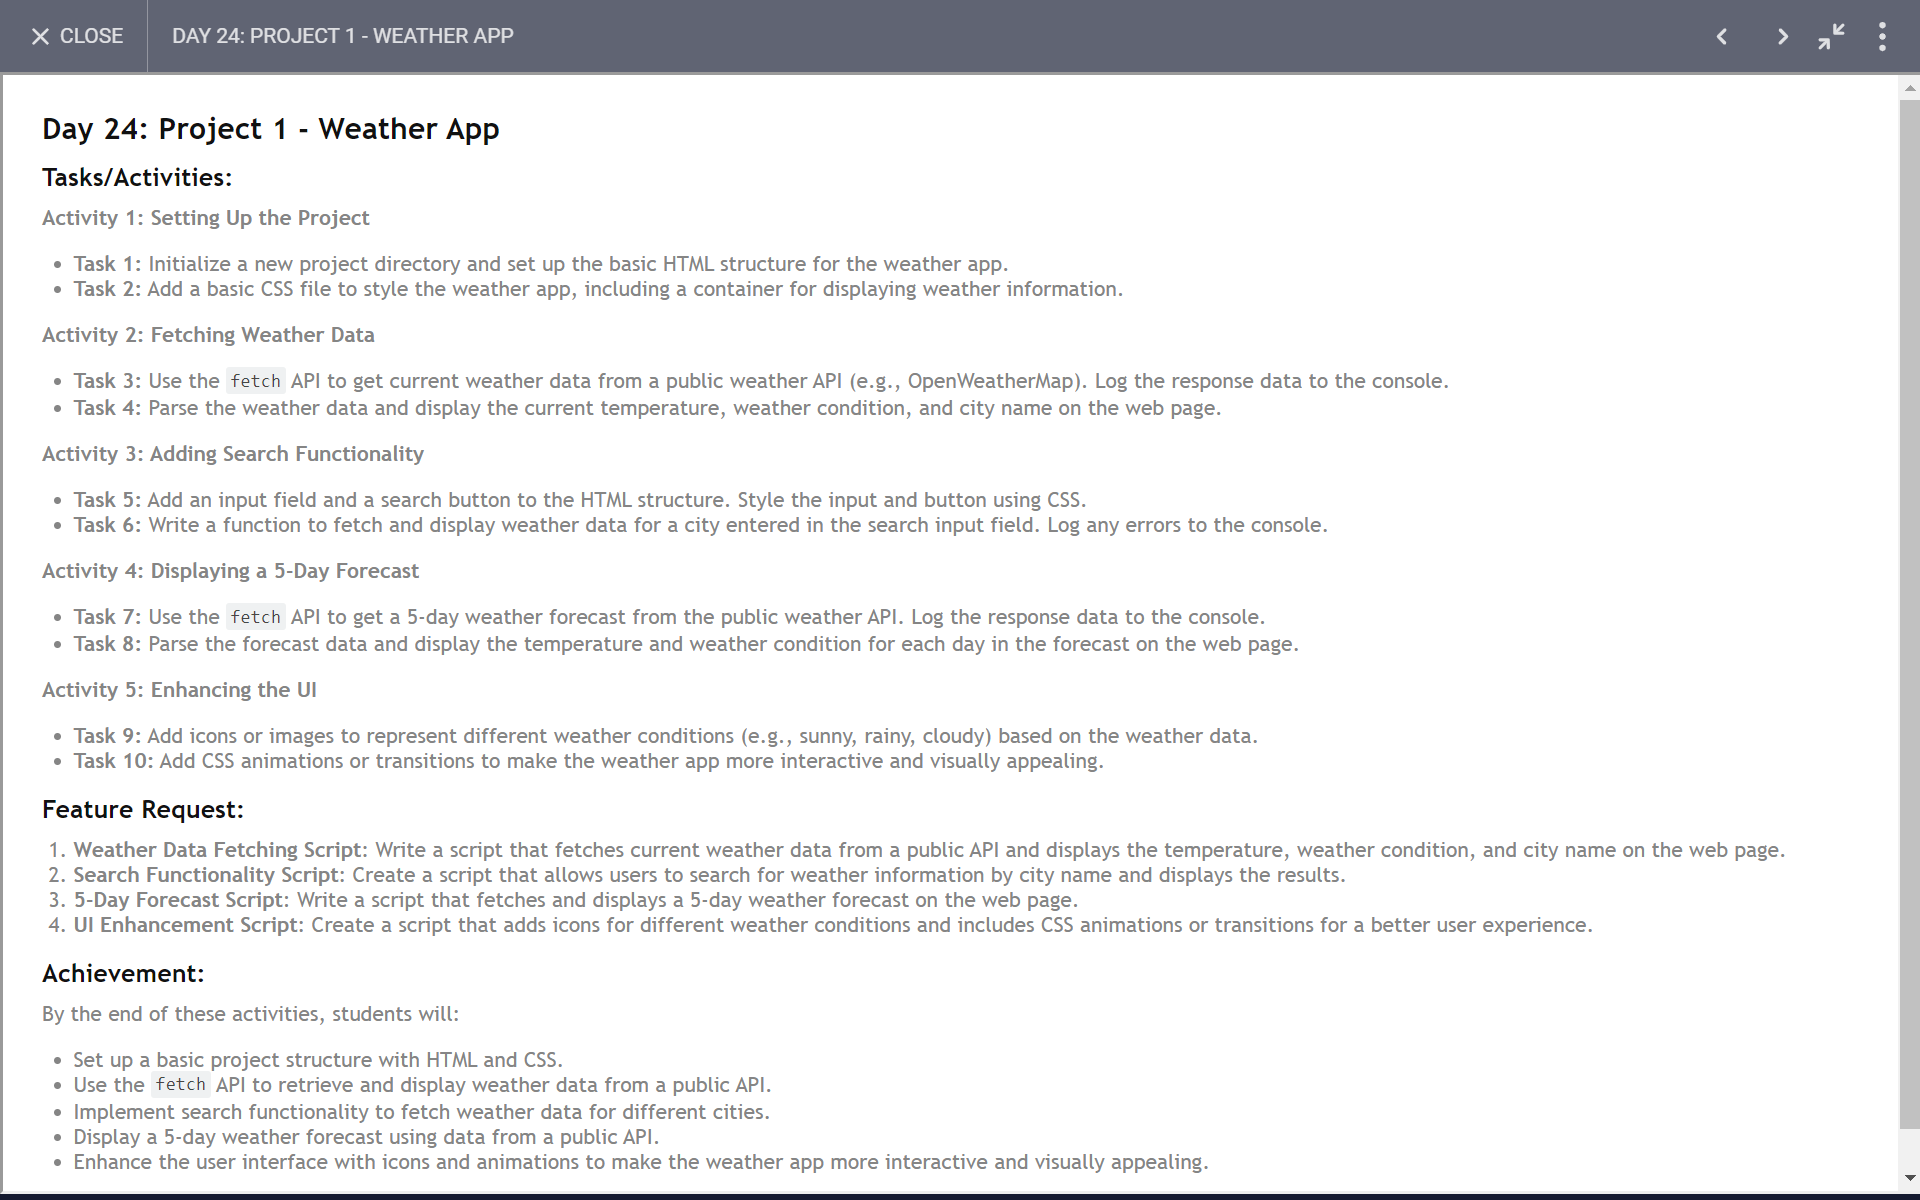 CLOSE
DAY 24: PROJECT 1 - WEATHER APP
Day 24: Project 1 - Weather App
Tasks/Activities:
Activity 1: Setting Up the Project
Task 1: Initialize a new project directory and set up the basic HTML structure for the weather app.
Task 2: Add a basic CSS file to style the weather app, including a container for displaying weather information.
Activity 2: Fetching Weather Data
Task 3: Use the fetch API to get current weather data from a public weather API (e.g., OpenWeatherMap). Log the response data to the console.
Task 4: Parse the weather data and display the current temperature, weather condition, and city name on the web page.
Activity 3: Adding Search Functionality
Task 5: Add an input field and a search button to the HTML structure. Style the input and button using CSS.
Task 6: Write a function to fetch and display weather data for a city entered in the search input field. Log any errors to the console.
Activity 4: Displaying a 5-Day Forecast
Task 7: Use the fetch API to get a 5-day weather forecast from the public weather API. Log the response data to the console.
Task 8: Parse the forecast data and display the temperature and weather condition for each day in the forecast on the web page.
Activity 5: Enhancing the UI
Task 9: Add icons or images to represent different weather conditions (e.g., sunny, rainy, cloudy) based on the weather data.
Task 10: Add CSS animations or transitions to make the weather app more interactive and visually appealing.
Feature Request:
1. Weather Data Fetching Script: Write a script that fetches current weather data from a public API and displays the temperature, weather condition, and city name on the web page.
2. Search Functionality Script: Create a script that allows users to search for weather information by city name and displays the results.
3. 5-Day Forecast Script: Write a script that fetches and displays a 5-day weather forecast on the web page.
4. UI Enhancement Script: Create a script that adds icons for different weather conditions and includes CSS animations or transitions for a better user experience.
Achievement:
By the end of these activities, students will:
Set up a basic project structure with HTML and CSS.
Use the fetch API to retrieve and display weather data from a public API.
Implement search functionality to fetch weather data for different cities.
Display a 5-day weather forecast using data from a public API.
Enhance the user interface with icons and animations to make the weather app more interactive and visually appealing.